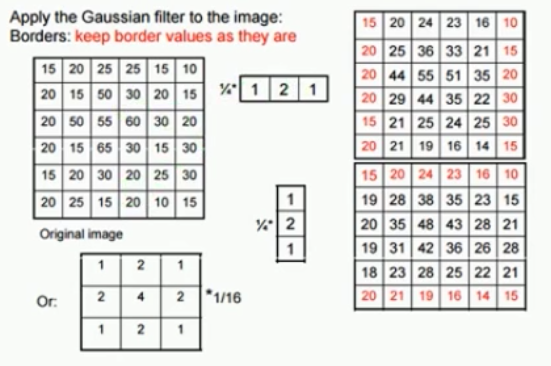 Apply the Gaussian filter to the image:
Borders: keep border values as they are
15 20 25 25 15 10
20 15 50 30 20 15
20 50 55 60 30 20
20 15 65 30 15 30
15 20 30 20 25 30
20 25 15 20 10 15
Original image
¼* 1 2 1
¼*
1
2
1
Or:
1 2 1
2 4 2
1 2 1
*1/16
15 20 24 23 16 10
20 25 36 33 21 15
20 44 55 51 35 20
20 29 44 35 22 30
15 21 25 24 25 30
20 21 19 16 14 15
15 20 24 23 16 10
19 28 38 35 23 15
20 35 48 43 28 21
19 31 42 36 26 28
18 23 28 25 22 21
20 21 19 16 14 15